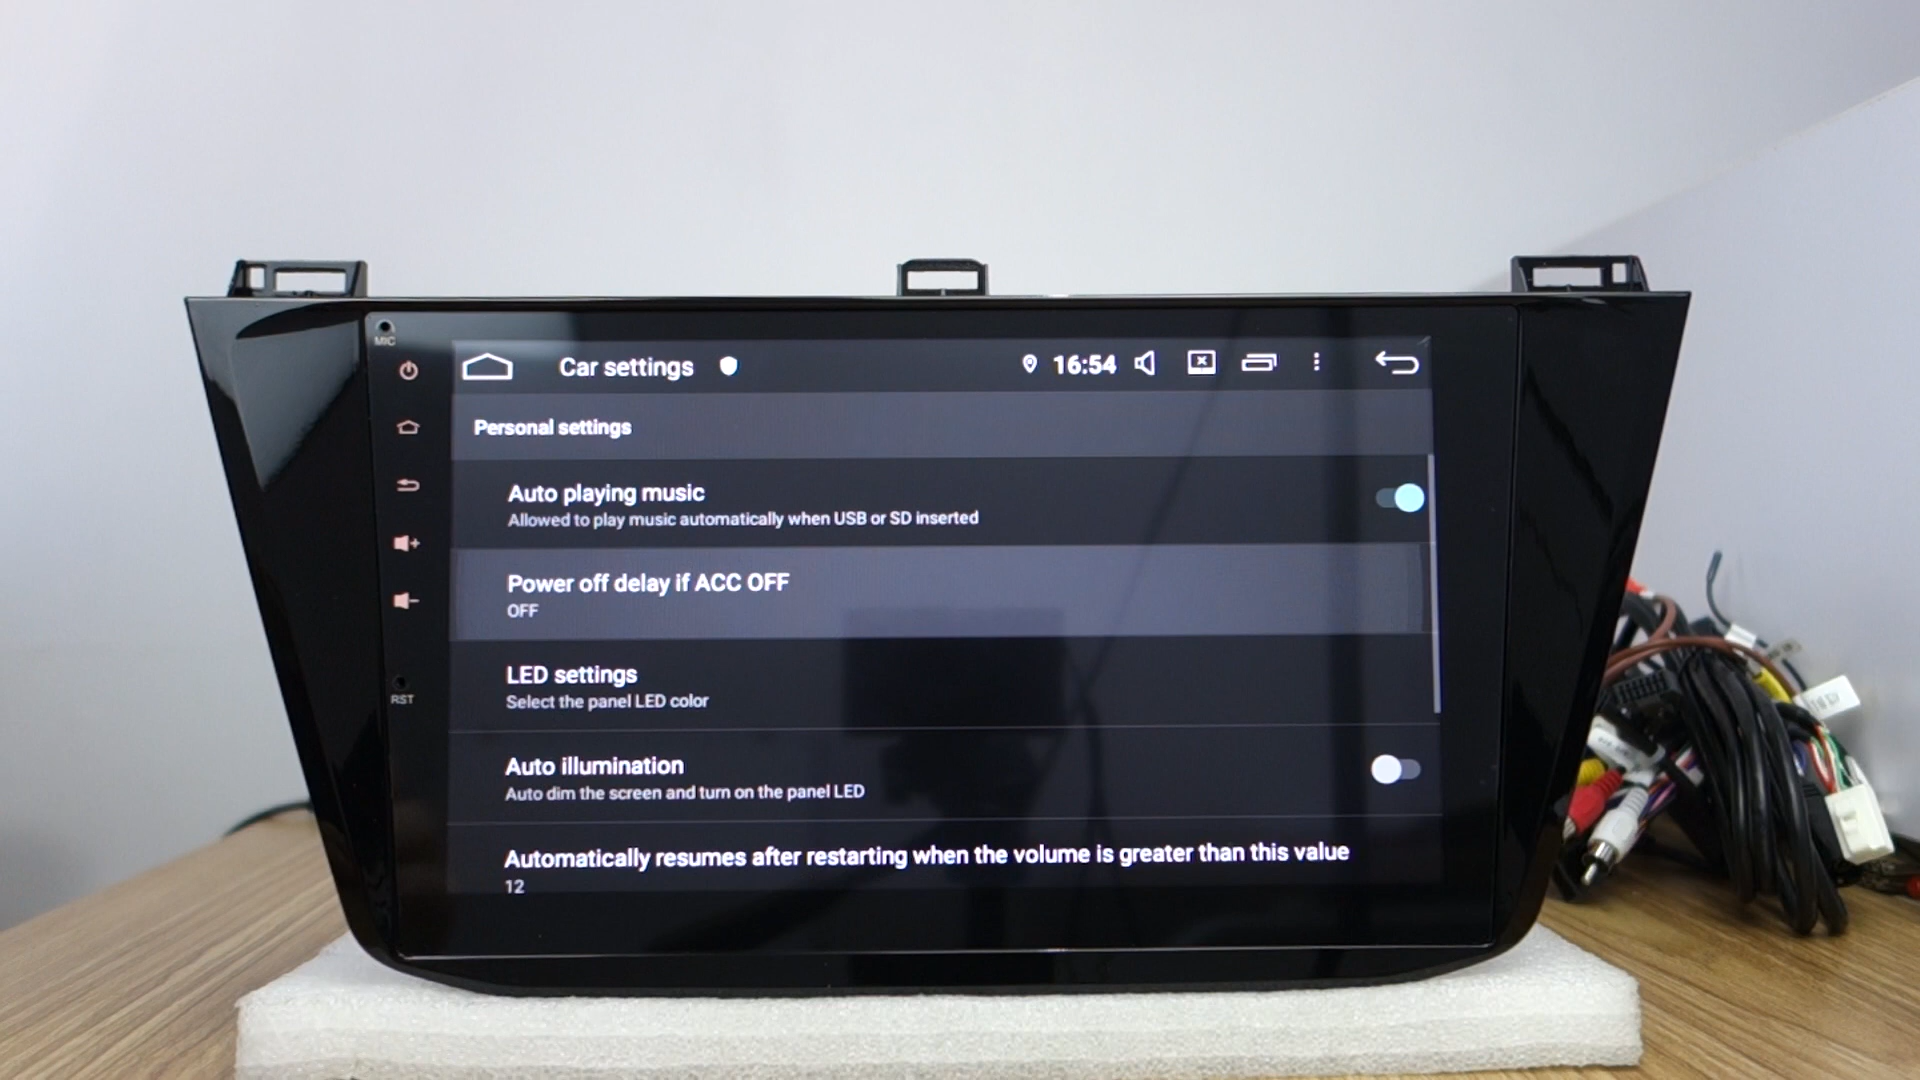 MIC
Car settings
16:54
Personal settings
Auto playing music
Allowed to play music automatically when USB or SD inserted
Power off delay if ACC OFF
OFF
LED settings
Select the panel LED color
RST
Auto illumination
Auto dim the screen and turn on the panel LED
Automatically resumes after restarting when the volume is greater than this value
12